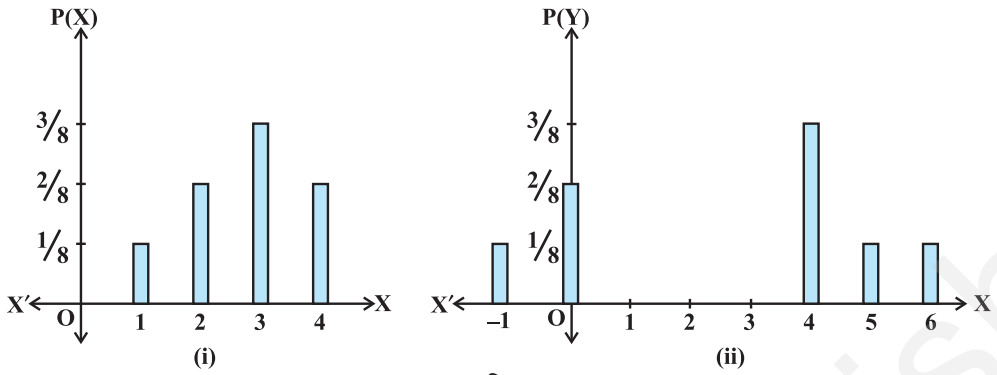 P(X)
3/8
2/8
1/8
X′ O 1 2 3 4 X
(i)
P(Y)
3/8
2/8
1/8
X′ –1 O 1 2 3 4 5 6 X
(ii)